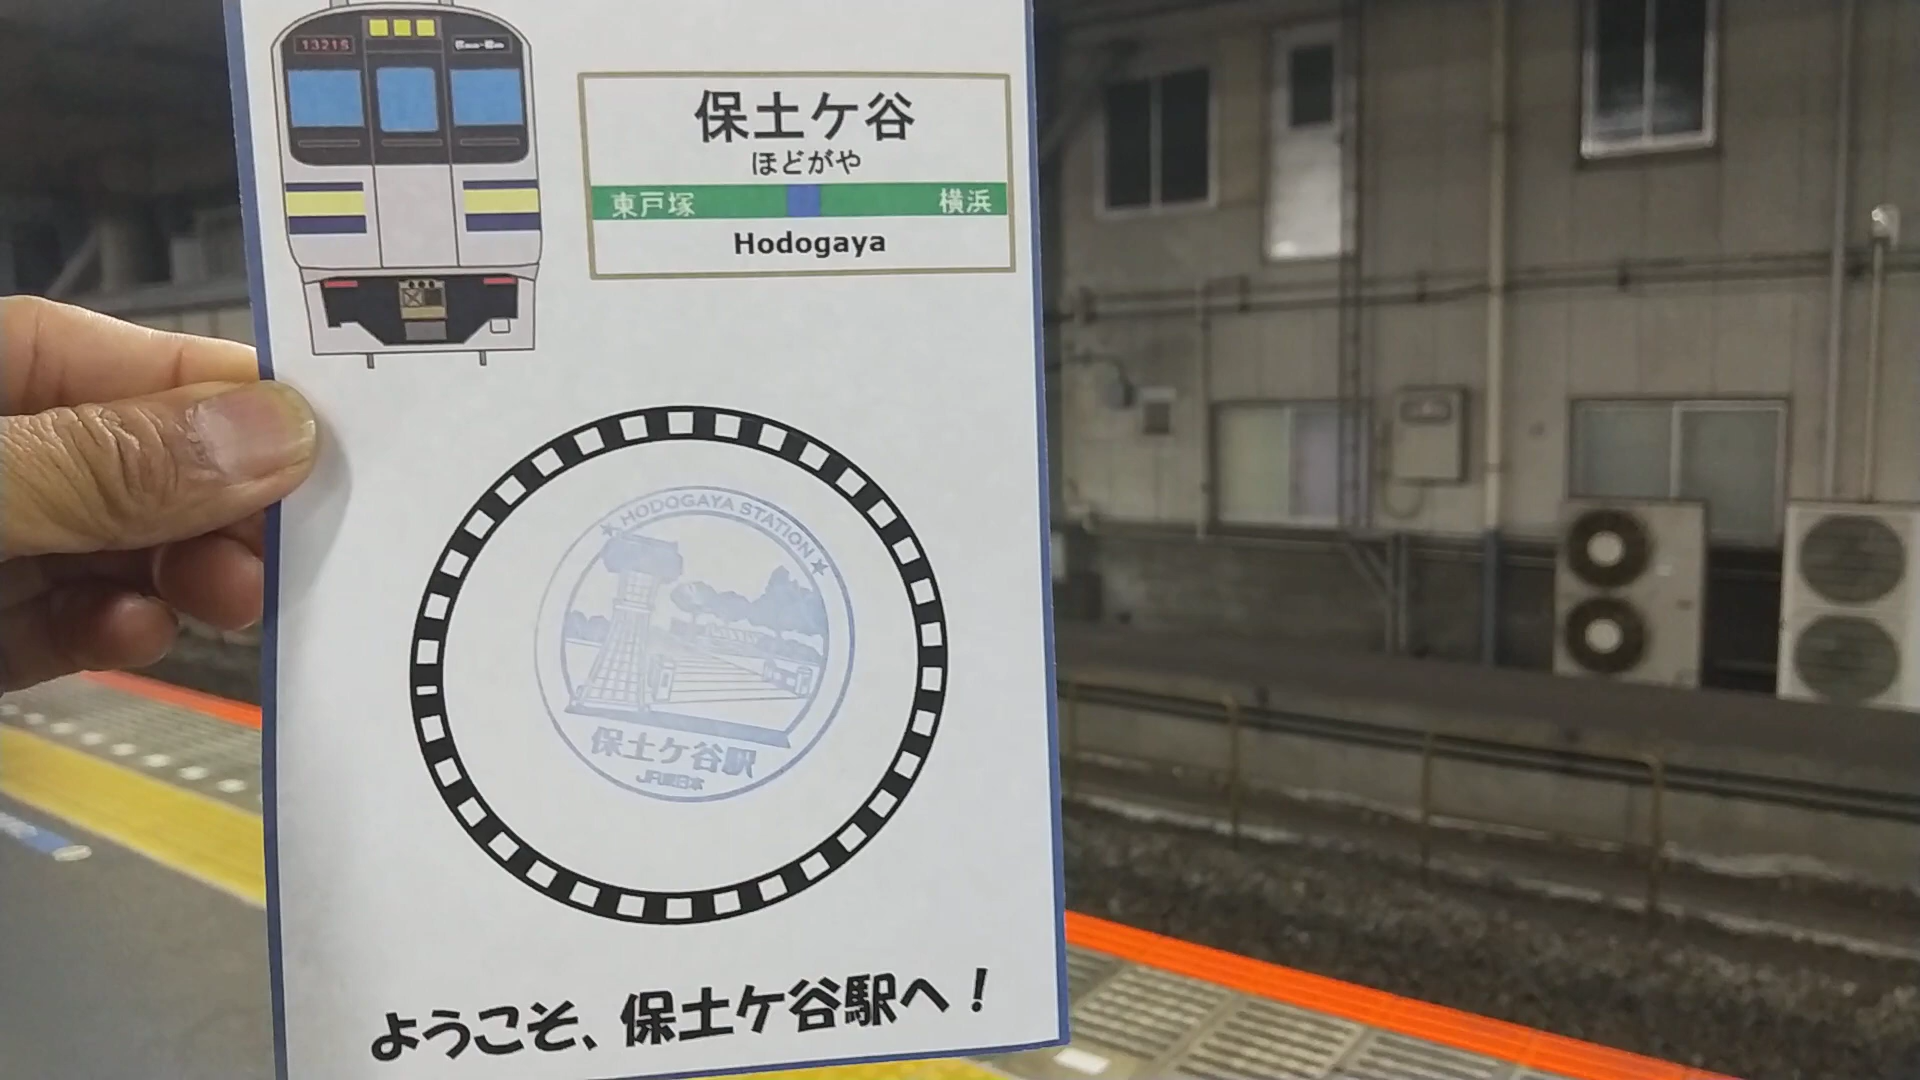 1321S
保土ケ谷
ほどがや
東戸塚 横浜
Hodogaya
★HODOGAYA STATION★
保土ケ谷駅
JR東日本
ようこそ、保土ケ谷駅へ！